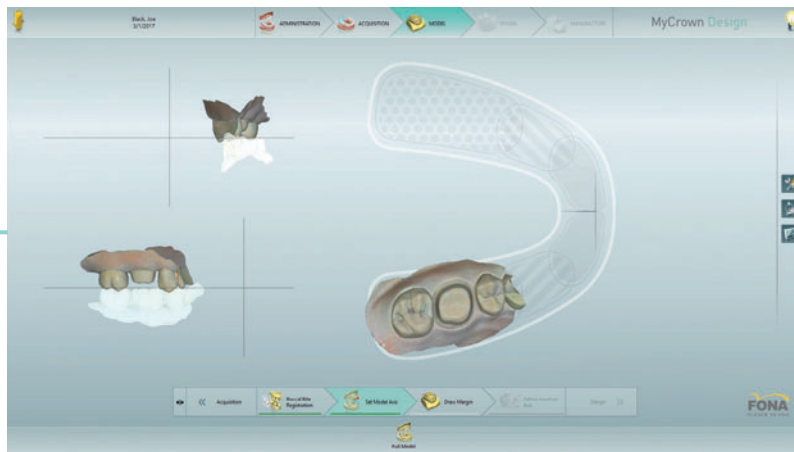 Black, Joe
5/1/2017
ADMINISTRATION
ACQUISITION
MODEL
MyCrown Design
Acquisition
Buccal Bite
Registration
Set Model Axis
Draw Margin
Design
FONA
Full Model